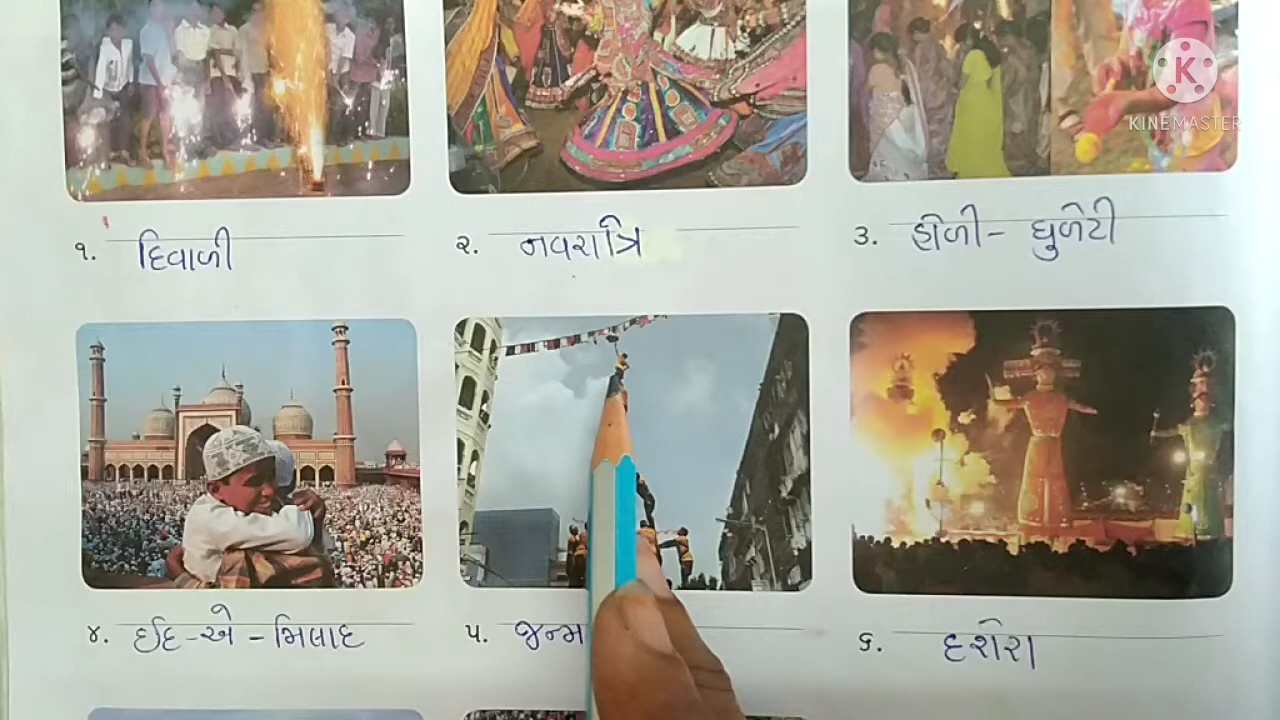 K
KINEMASTER
૧. દિવાળી
૨. નવરાત્રિ
૩. હોળી - ધુળેટી
૪. ઈદ - એ - મિલાદ
૫. જન્મ
૬. દશેરા